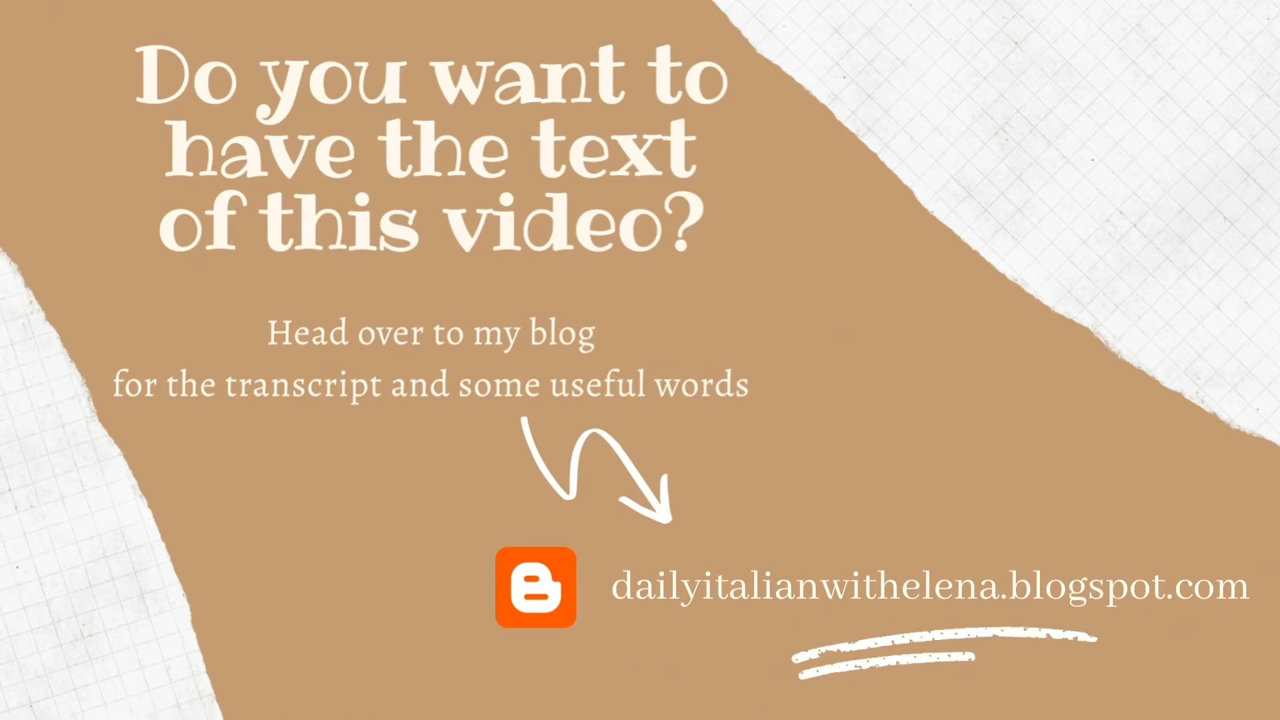 Do you want to
have the text
of this video?
Head over to my blog
for the transcript and some useful words
dailyitalianwithelena.blogspot.com